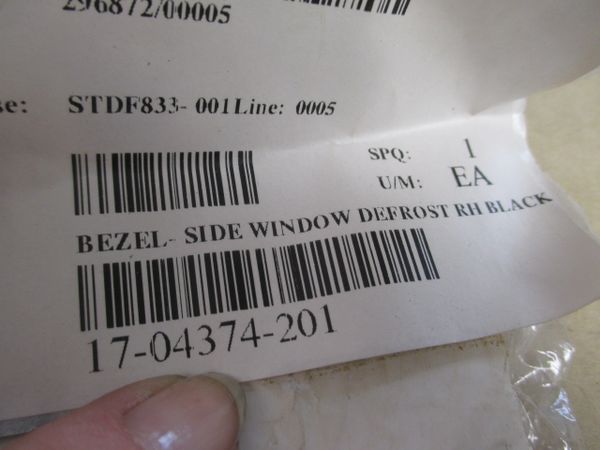 296872/00005
se: STDF833- 001Line: 0005
SPQ: 1
U/M: EA
BEZEL- SIDE WINDOW DEFROST RH BLACK
17-04374-201